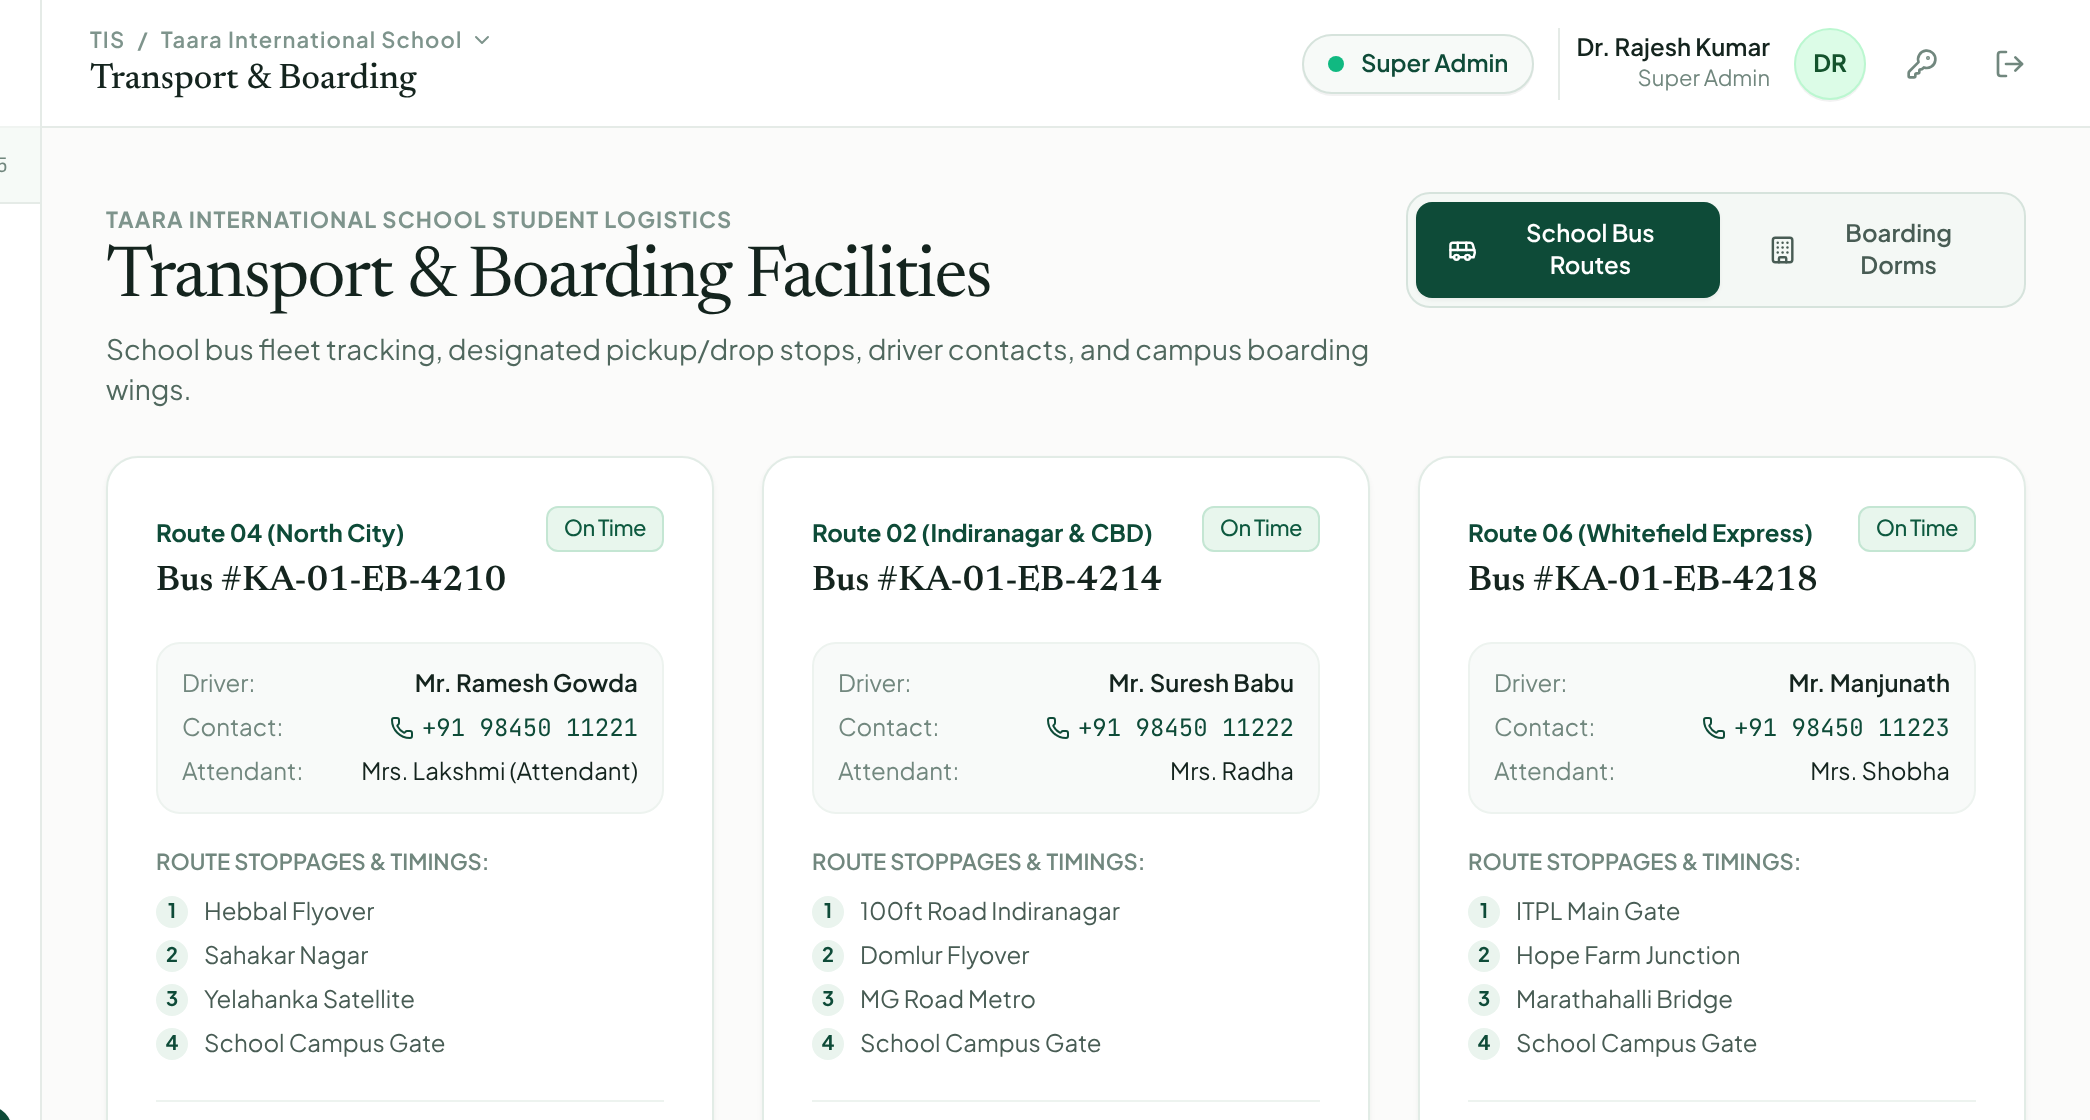 TIS / Taara International School
Transport & Boarding
Super Admin
Dr. Rajesh Kumar
Super Admin
DR
5
TAARA INTERNATIONAL SCHOOL STUDENT LOGISTICS
Transport & Boarding Facilities
School bus fleet tracking, designated pickup/drop stops, driver contacts, and campus boarding
wings.
School Bus
Routes
Boarding
Dorms
Route 04 (North City)
On Time
Bus #KA-01-EB-4210
Driver: Mr. Ramesh Gowda
Contact: +91 98450 11221
Attendant: Mrs. Lakshmi (Attendant)
ROUTE STOPPAGES & TIMINGS:
1 Hebbal Flyover
2 Sahakar Nagar
3 Yelahanka Satellite
4 School Campus Gate
Route 02 (Indiranagar & CBD)
On Time
Bus #KA-01-EB-4214
Driver: Mr. Suresh Babu
Contact: +91 98450 11222
Attendant: Mrs. Radha
ROUTE STOPPAGES & TIMINGS:
1 100ft Road Indiranagar
2 Domlur Flyover
3 MG Road Metro
4 School Campus Gate
Route 06 (Whitefield Express)
On Time
Bus #KA-01-EB-4218
Driver: Mr. Manjunath
Contact: +91 98450 11223
Attendant: Mrs. Shobha
ROUTE STOPPAGES & TIMINGS:
1 ITPL Main Gate
2 Hope Farm Junction
3 Marathahalli Bridge
4 School Campus Gate